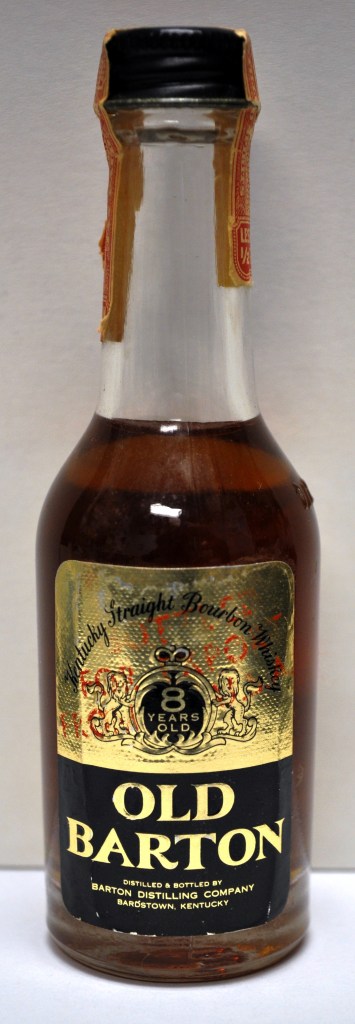 Kentucky Straight Bourbon Whiskey
8
YEARS
OLD
OLD
BARTON
DISTILLED & BOTTLED BY
BARTON DISTILLING COMPANY
BARDSTOWN, KENTUCKY